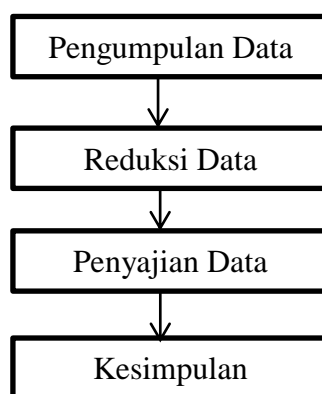 Pengumpulan Data
Reduksi Data
Penyajian Data
Kesimpulan